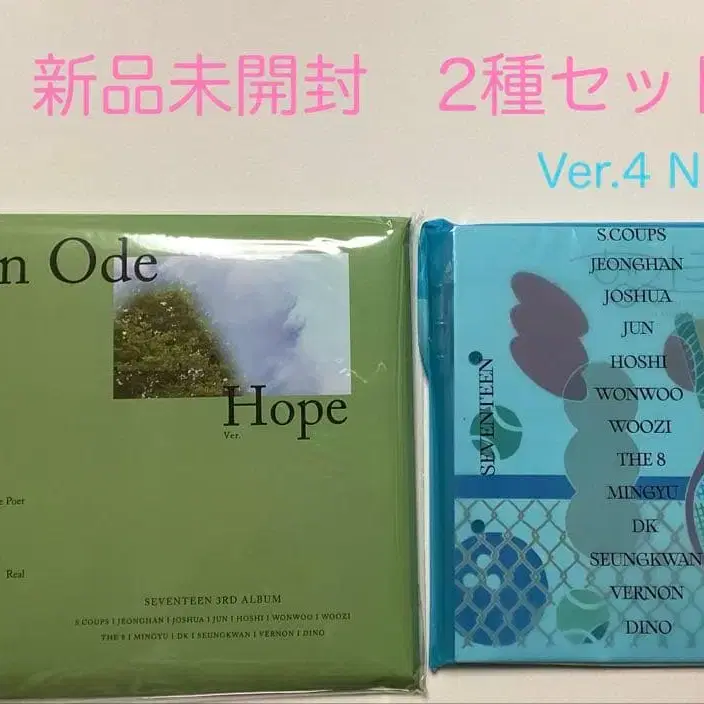 新品未開封 2種セット
Ver.4 N
n Ode
Hope
Ver.
e Poet
Real
SEVENTEEN 3RD ALBUM
S.COUPS I JEONGHAN I JOSHUA I JUN I HOSHI I WONWOO I WOOZI
THE 8 I MINGYU I DK I SEUNGKWAN I VERNON I DINO
SEVENTEEN
S.COUPS
JEONGHAN
JOSHUA
JUN
HOSHI
WONWOO
WOOZI
THE 8
MINGYU
DK
SEUNGKWAN
VERNON
DINO